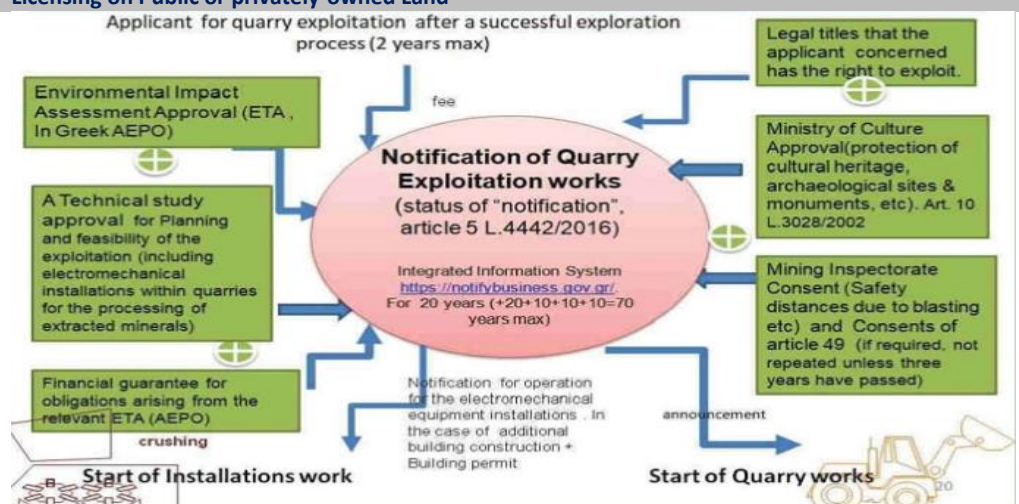 Licensing on Public or privately owned Land
Applicant for quarry exploitation after a successful exploration
process (2 years max)
fee
Legal titles that the
applicant concerned
has the right to exploit.
Environmental Impact
Assessment Approval (ETA ,
In Greek AEPO)
Ministry of Culture
Approval(protection of
cultural heritage,
archaeological sites &
monuments, etc). Art. 10
L.3028/2002
Notification of Quarry
Exploitation works
(status of "notification",
article 5 L.4442/2016)
Integrated Information System
https://notifybusiness.gov.gr/.
For 20 years (+20+10+10+10=70
years max)
A Technical study
approval for Planning
and feasibility of the
exploitation (including
electromechanical
installations within quarries
for the processing of
extracted minerals)
Mining Inspectorate
Consent (Safety
distances due to blasting
etc) and Consents of
article 49 (if required, not
repeated unless three
years have passed)
Financial guarantee for
obligations arising from the
relevant ETA (AEPO)
Notification for operation
for the electromechanical
equipment installations . In
the case of additional
building construction +
Building permit
announcement
crushing
Start of Installations work
Start of Quarry works
20